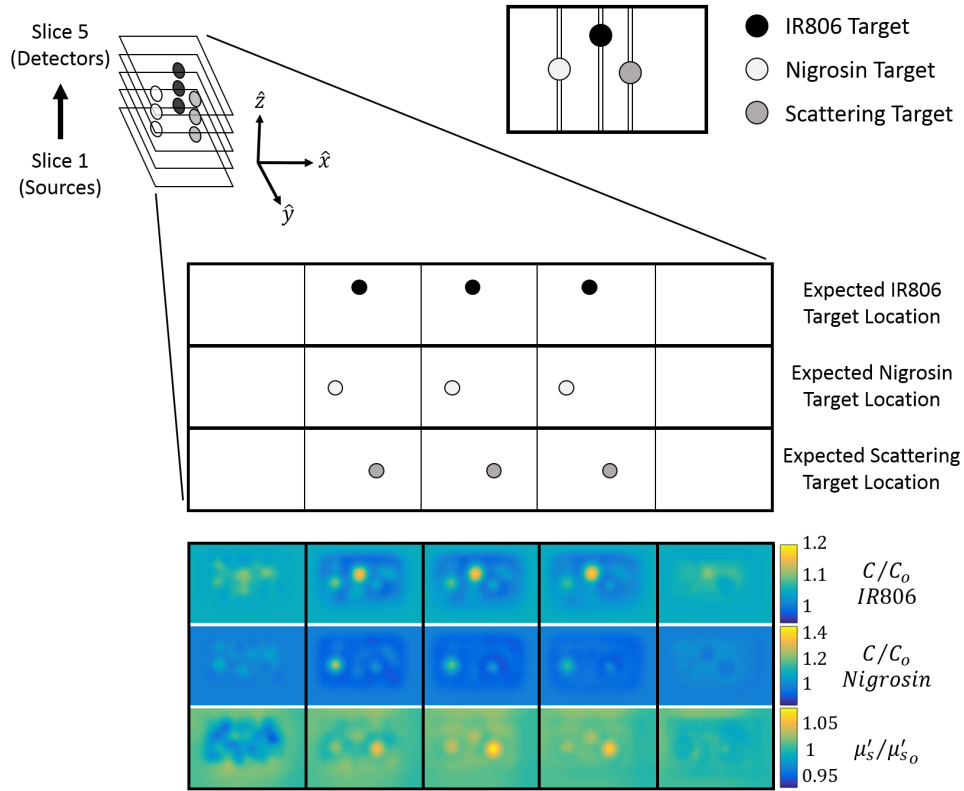 Slice 5
(Detectors)
Slice 1
(Sources)
ẑ
x̂
ŷ
IR806 Target
Nigrosin Target
Scattering Target
Expected IR806
Target Location
Expected Nigrosin
Target Location
Expected Scattering
Target Location
1.2
1.1
1
C/Cₒ
IR806
1.4
1.2
1
C/Cₒ
Nigrosin
1.05
1
0.95
μ′ₛ/μ′ₛₒ